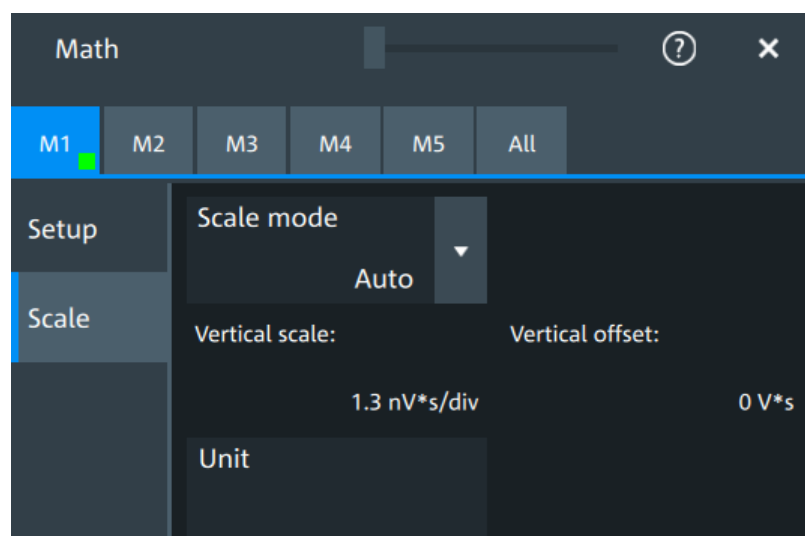 Math ? ×
M1 M2 M3 M4 M5 All
Setup
Scale
Scale mode
Auto
Vertical scale: Vertical offset:
1.3 nV*s/div 0 V*s
Unit